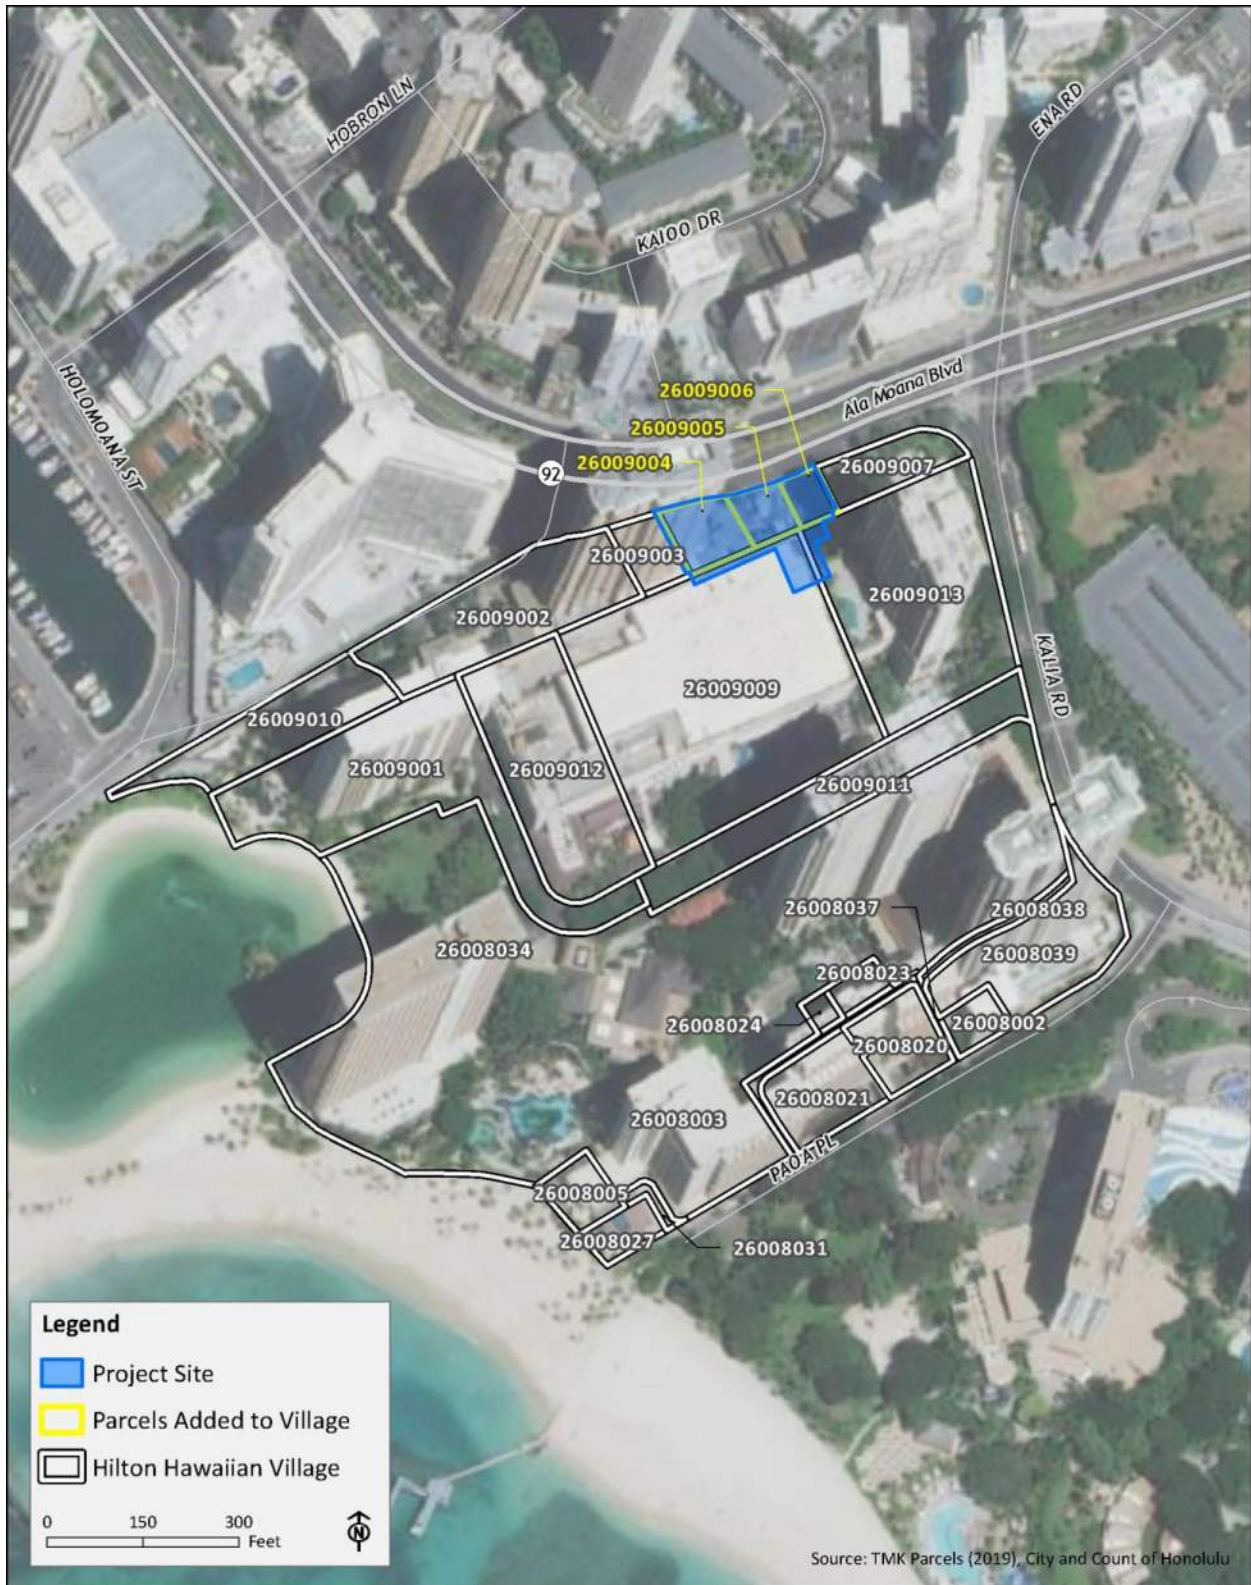 HOBRON LN
ENA RD
KAIOO DR
HOLOMOANA ST
26009006
Ala Moana Blvd
26009005
26009004
92
26009007
26009003
26009013
26009002
KALIA RD
26009009
26009010
26009001
26009012
26009011
26008037
26008038
26008034
26008039
26008023
26008024
26008002
26008020
26008021
26008003
PAOA PL
26008005
26008027
26008031
Legend
Project Site
Parcels Added to Village
Hilton Hawaiian Village
0 150 300
Feet
N
Source: TMK Parcels (2019), City and Count of Honolulu